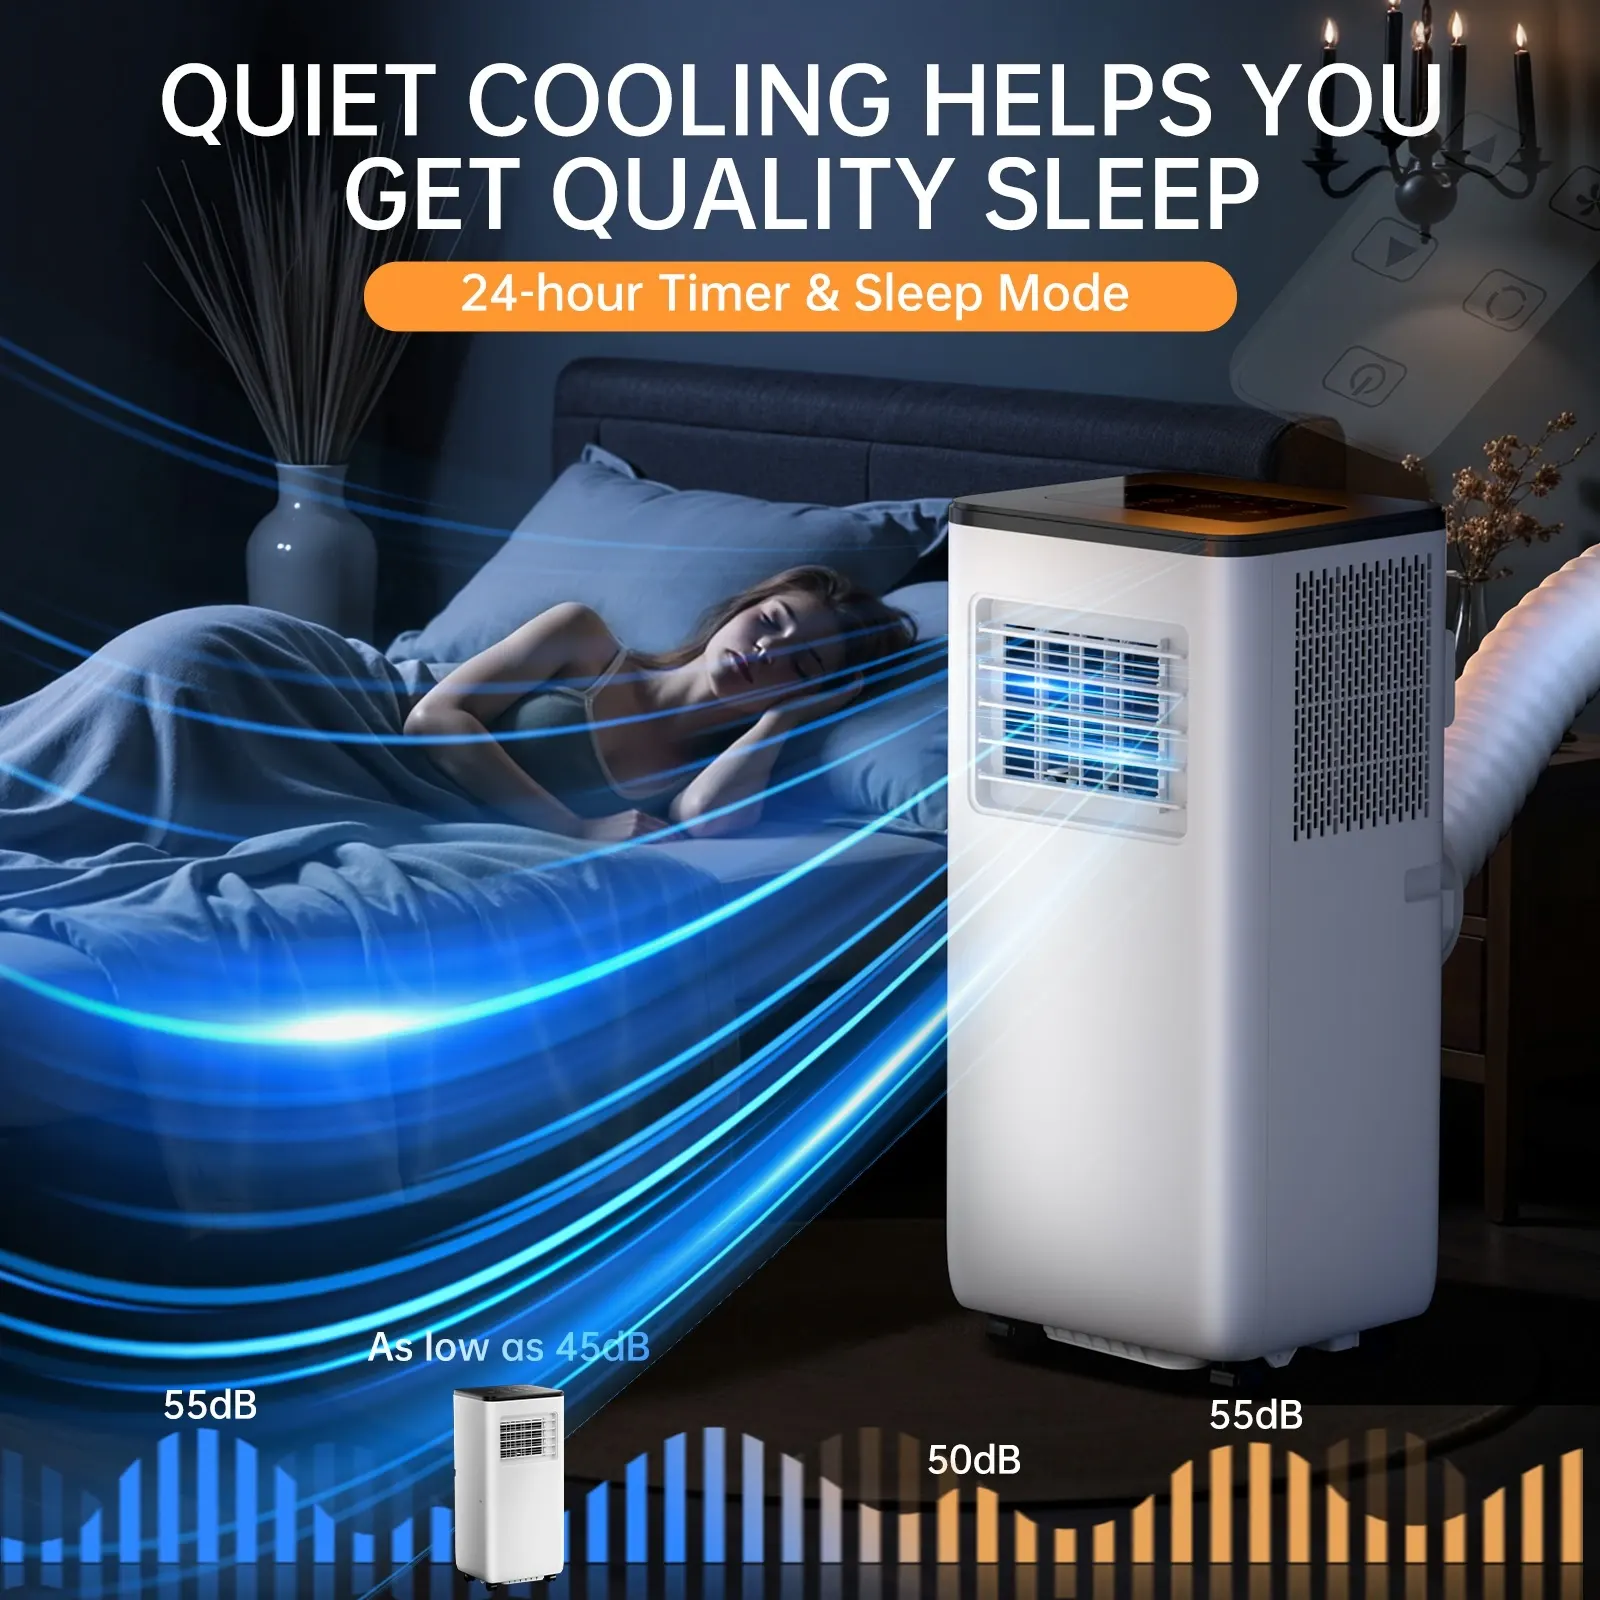 QUIET COOLING HELPS YOU
GET QUALITY SLEEP
24-hour Timer & Sleep Mode
As low as 45dB
55dB
50dB
55dB